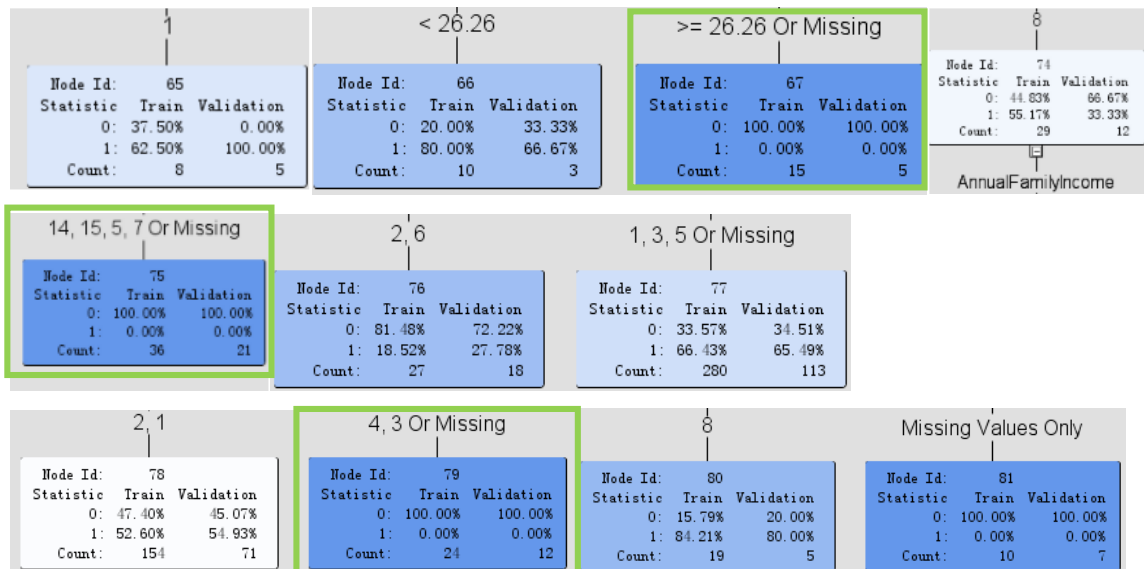 1
Node Id: 65
Statistic Train Validation
0: 37.50% 0.00%
1: 62.50% 100.00%
Count: 8 5
< 26.26
Node Id: 66
Statistic Train Validation
0: 20.00% 33.33%
1: 80.00% 66.67%
Count: 10 3
>= 26.26 Or Missing
Node Id: 67
Statistic Train Validation
0: 100.00% 100.00%
1: 0.00% 0.00%
Count: 15 5
8
Node Id: 74
Statistic Train Validation
0: 44.83% 66.67%
1: 55.17% 33.33%
Count: 29 12
AnnualFamilyIncome
14, 15, 5, 7 Or Missing
Node Id: 75
Statistic Train Validation
0: 100.00% 100.00%
1: 0.00% 0.00%
Count: 36 21
2, 6
Node Id: 76
Statistic Train Validation
0: 81.48% 72.22%
1: 18.52% 27.78%
Count: 27 18
1, 3, 5 Or Missing
Node Id: 77
Statistic Train Validation
0: 33.57% 34.51%
1: 66.43% 65.49%
Count: 280 113
2, 1
Node Id: 78
Statistic Train Validation
0: 47.40% 45.07%
1: 52.60% 54.93%
Count: 154 71
4, 3 Or Missing
Node Id: 79
Statistic Train Validation
0: 100.00% 100.00%
1: 0.00% 0.00%
Count: 24 12
8
Node Id: 80
Statistic Train Validation
0: 15.79% 20.00%
1: 84.21% 80.00%
Count: 19 5
Missing Values Only
Node Id: 81
Statistic Train Validation
0: 100.00% 100.00%
1: 0.00% 0.00%
Count: 10 7